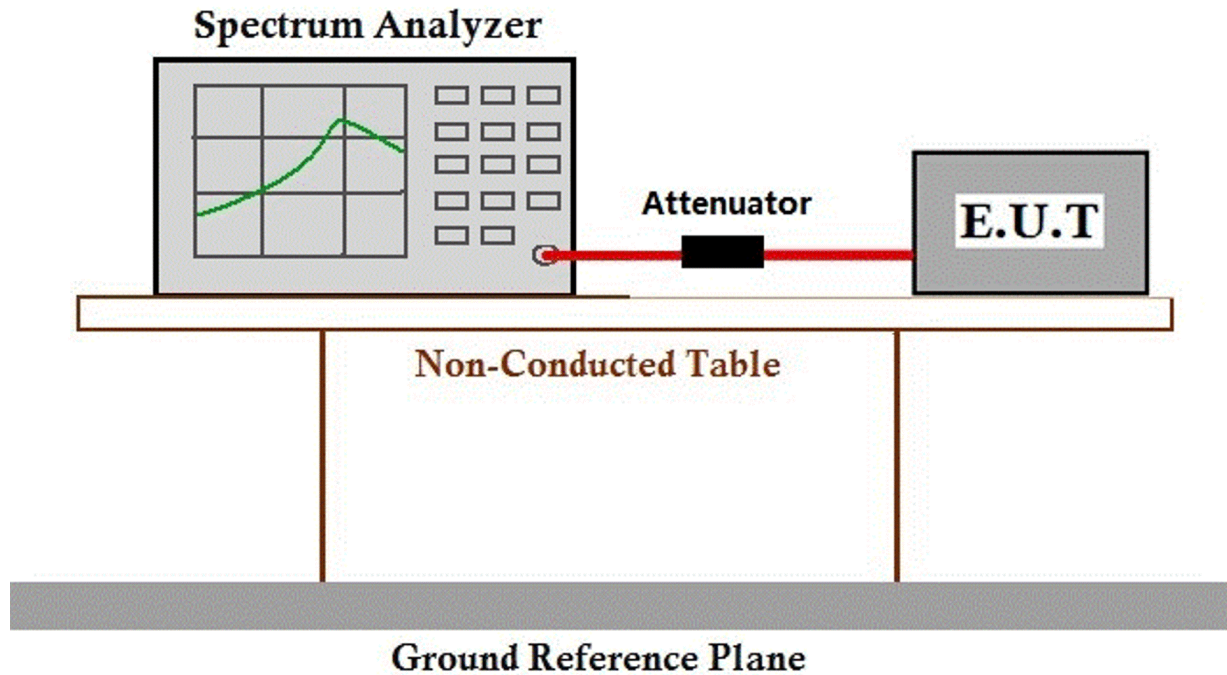 Spectrum Analyzer
Attenuator
E.U.T
Non-Conducted Table
Ground Reference Plane